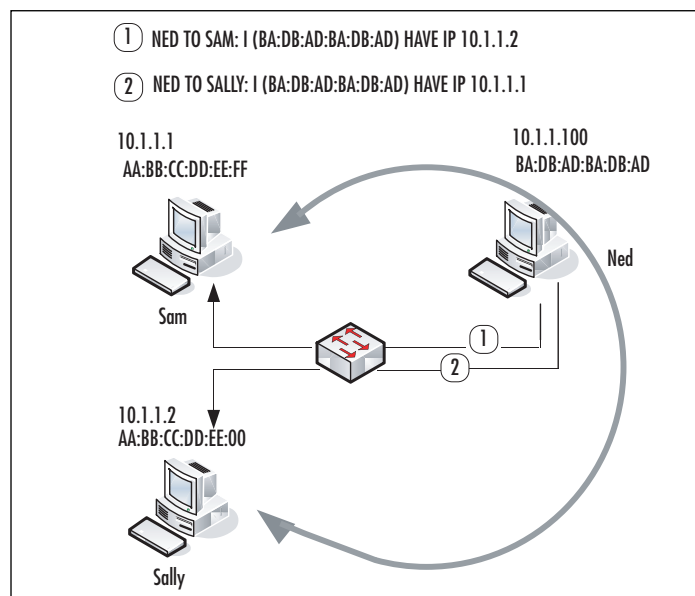 1 NED TO SAM: I (BA:DB:AD:BA:DB:AD) HAVE IP 10.1.1.2
2 NED TO SALLY: I (BA:DB:AD:BA:DB:AD) HAVE IP 10.1.1.1
10.1.1.1
AA:BB:CC:DD:EE:FF
10.1.1.100
BA:DB:AD:BA:DB:AD
Ned
Sam
1
2
10.1.1.2
AA:BB:CC:DD:EE:00
Sally